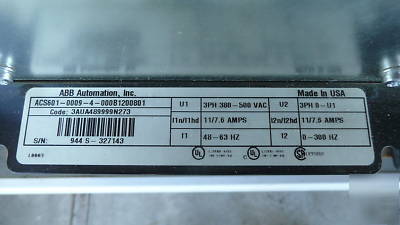 ABB Automation, Inc.
Made In USA
ACS601-0009-4-000B1200801
Code: 3AUA489999N273
S/N: 944 S - 327143
U1 3PH 380-500 VAC U2 3PH 0-U1
I1n/I1hd 11/7.6 AMPS I2n/I2hd 11/7.6 AMPS
f1 48-63 HZ f2 0-300 HZ
UL UL